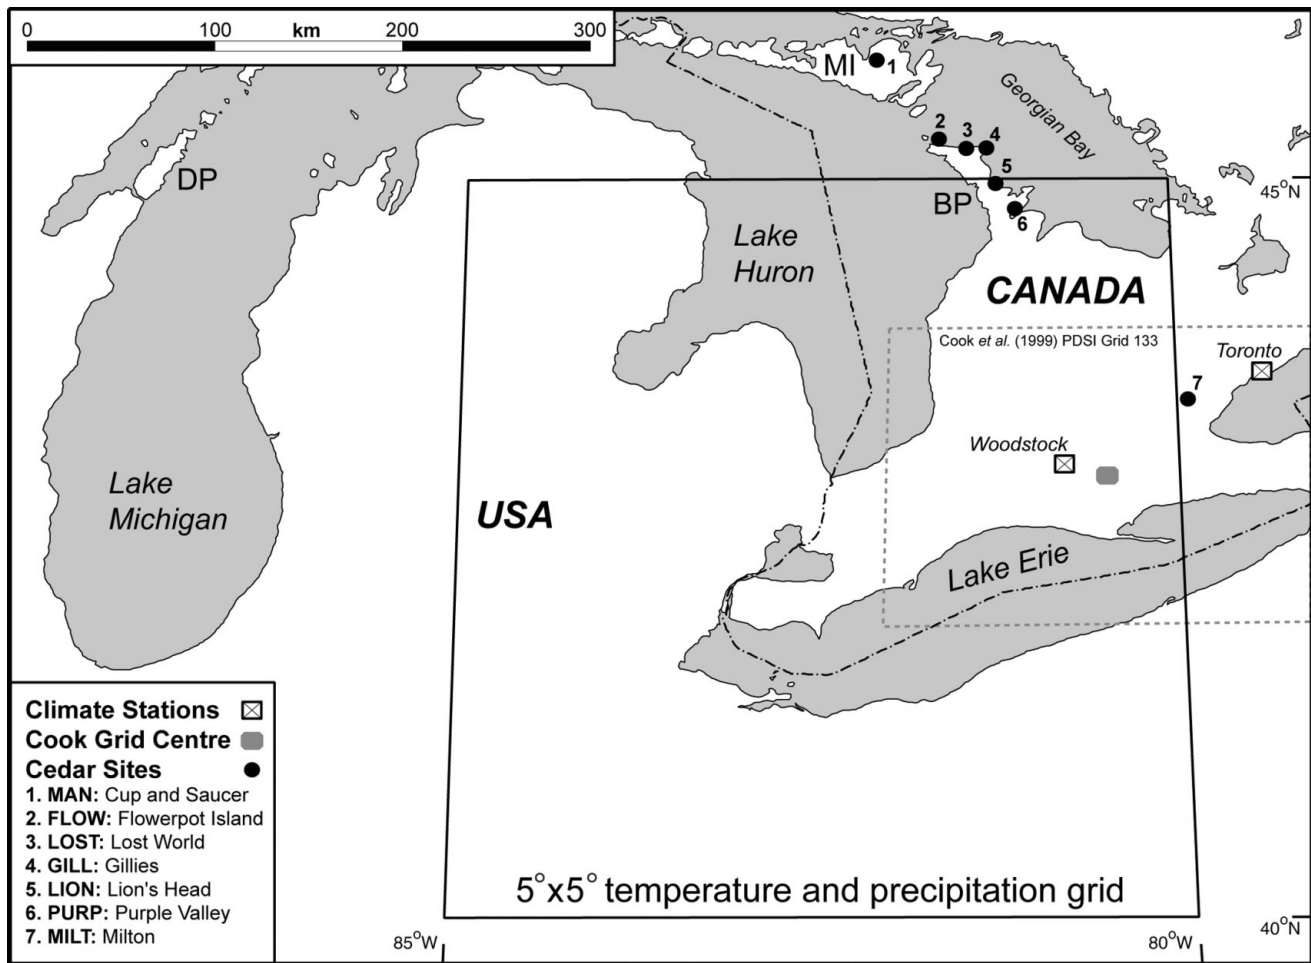 0 100 km 200 300
MI
1
Georgian Bay
2
3
4
DP
5
45°N
BP
6
Lake
Huron
CANADA
Cook et al. (1999) PDSI Grid 133
Toronto
7
Woodstock
Lake
Michigan
USA
Lake Erie
Climate Stations
Cook Grid Centre
Cedar Sites
1. MAN: Cup and Saucer
2. FLOW: Flowerpot Island
3. LOST: Lost World
4. GILL: Gillies
5. LION: Lion's Head
6. PURP: Purple Valley
7. MILT: Milton
5°x5° temperature and precipitation grid
85°W
80°W
40°N